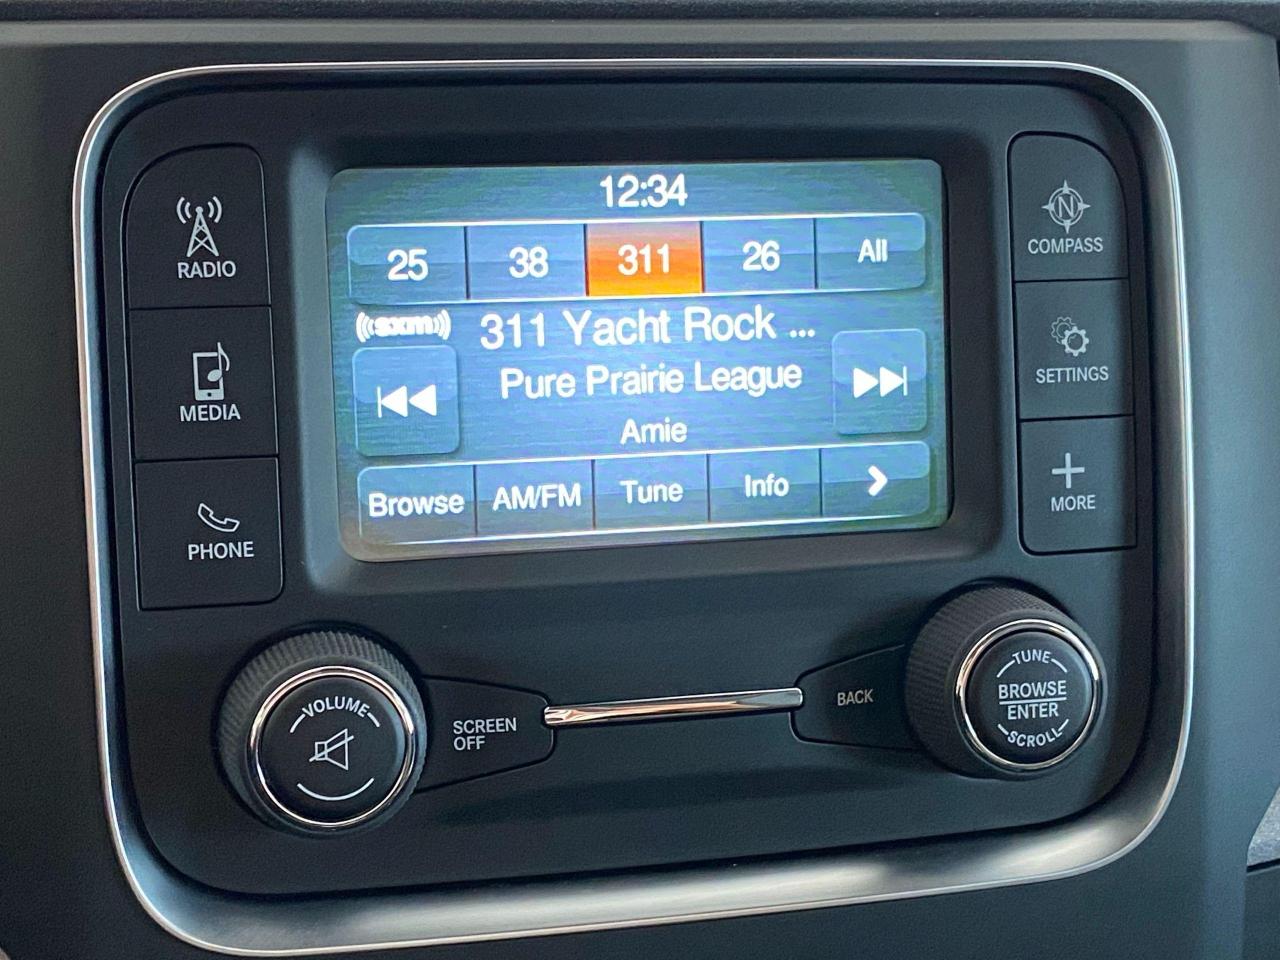 12:34
25 38 311 26 All
((sxm)) 311 Yacht Rock ...
Pure Prairie League
Amie
Browse AM/FM Tune Info
RADIO
MEDIA
PHONE
N
COMPASS
SETTINGS
MORE
VOLUME
SCREEN
OFF
BACK
TUNE
BROWSE
ENTER
SCROLL